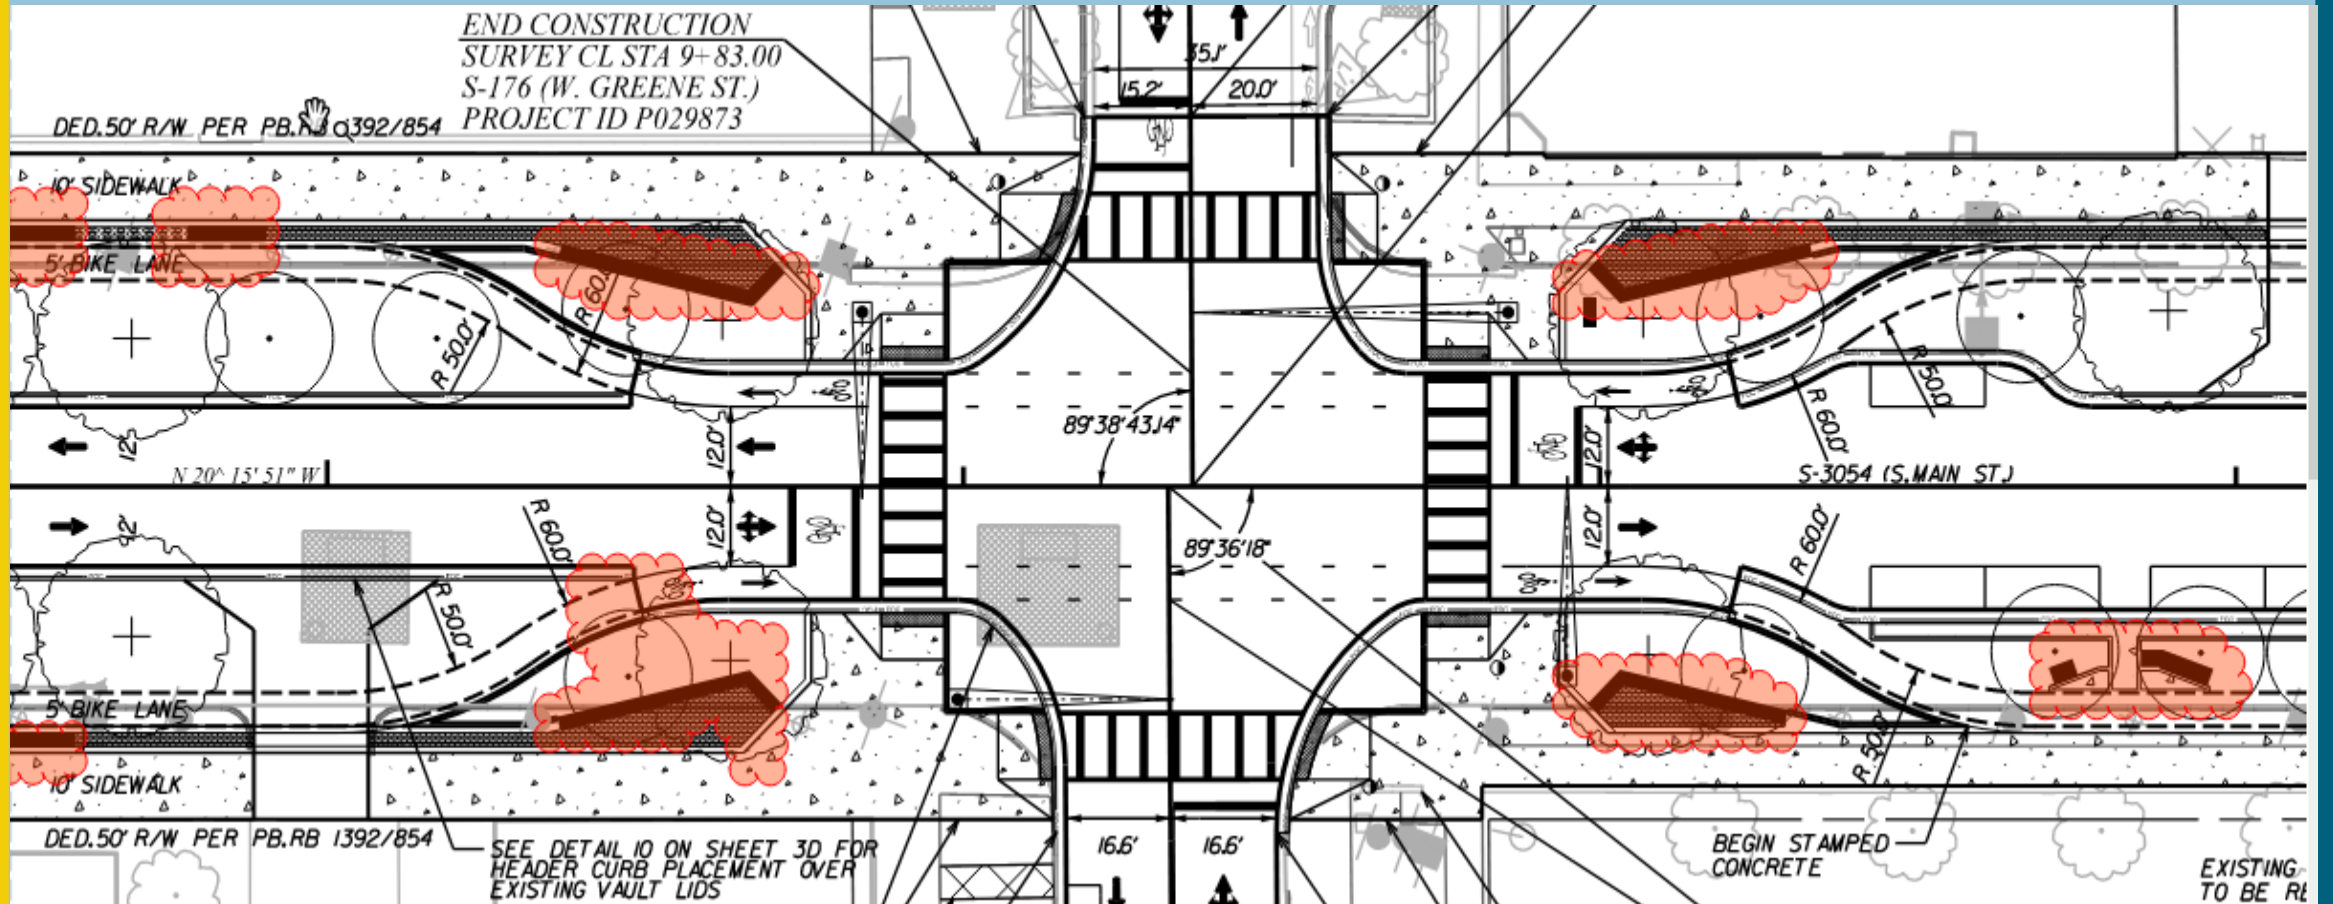 END CONSTRUCTION
SURVEY CL STA 9+83.00
S-176 (W. GREENE ST.)
PROJECT ID P029873
35.1'
15.2'
20.0'
DED.50' R/W PER PB.RB 1392/854
10' SIDEWALK
5' BIKE LANE
R 60.0'
R 50.0'
R 50.0'
R 60.0'
89°38'43.14"
12.0'
12.0'
12'
N 20^ 15' 51" W
S-3054 (S.MAIN ST.)
12'
R 60.0'
12.0'
89°36'18"
12.0'
R 60.0'
R 50.0'
5' BIKE LANE
R 50.0'
10' SIDEWALK
DED.50' R/W PER PB.RB 1392/854
SEE DETAIL 10 ON SHEET 3D FOR
HEADER CURB PLACEMENT OVER
EXISTING VAULT LIDS
16.6'
16.6'
BEGIN STAMPED
CONCRETE
EXISTING
TO BE